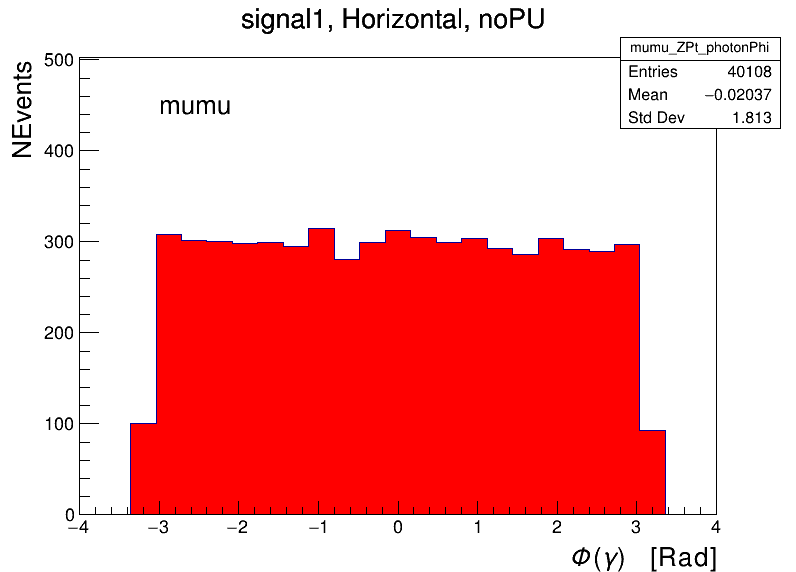 signal1, Horizontal, noPU
mumu_ZPt_photonPhi
Entries 40108
Mean −0.02037
Std Dev 1.813
NEvents
mumu
500
400
300
200
100
0
−4 −3 −2 −1 0 1 2 3 4
Φ(γ) [Rad]